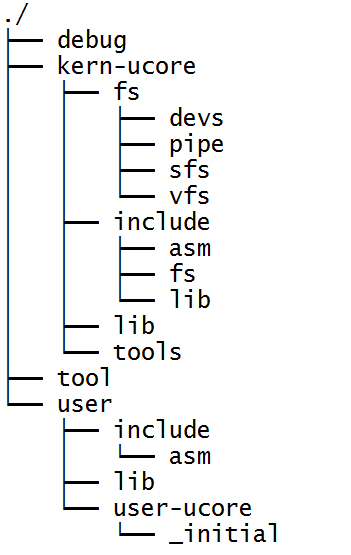 ./
├── debug
├── kern-ucore
│   ├── fs
│   │   ├── devs
│   │   ├── pipe
│   │   ├── sfs
│   │   └── vfs
│   ├── include
│   │   ├── asm
│   │   ├── fs
│   │   └── lib
│   ├── lib
│   └── tools
├── tool
└── user
    ├── include
    │   └── asm
    ├── lib
    └── user-ucore
        └── _initial